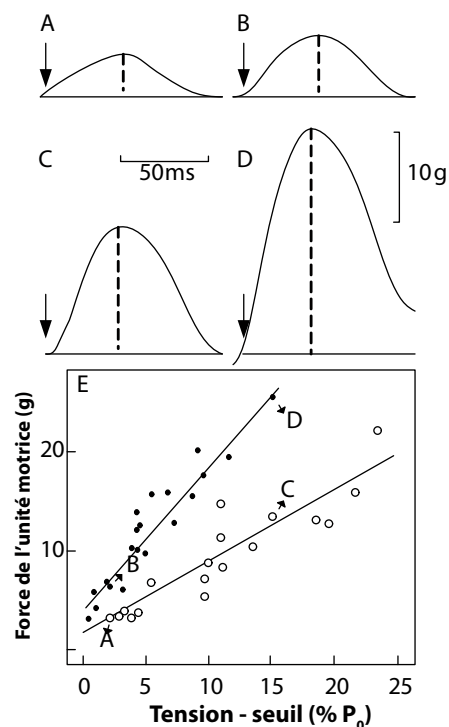 A B
C D
50ms
10g
E
Force de l'unité motrice (g)
20
10
D
C
B
A
0 5 10 15 20 25
Tension - seuil (% P₀)